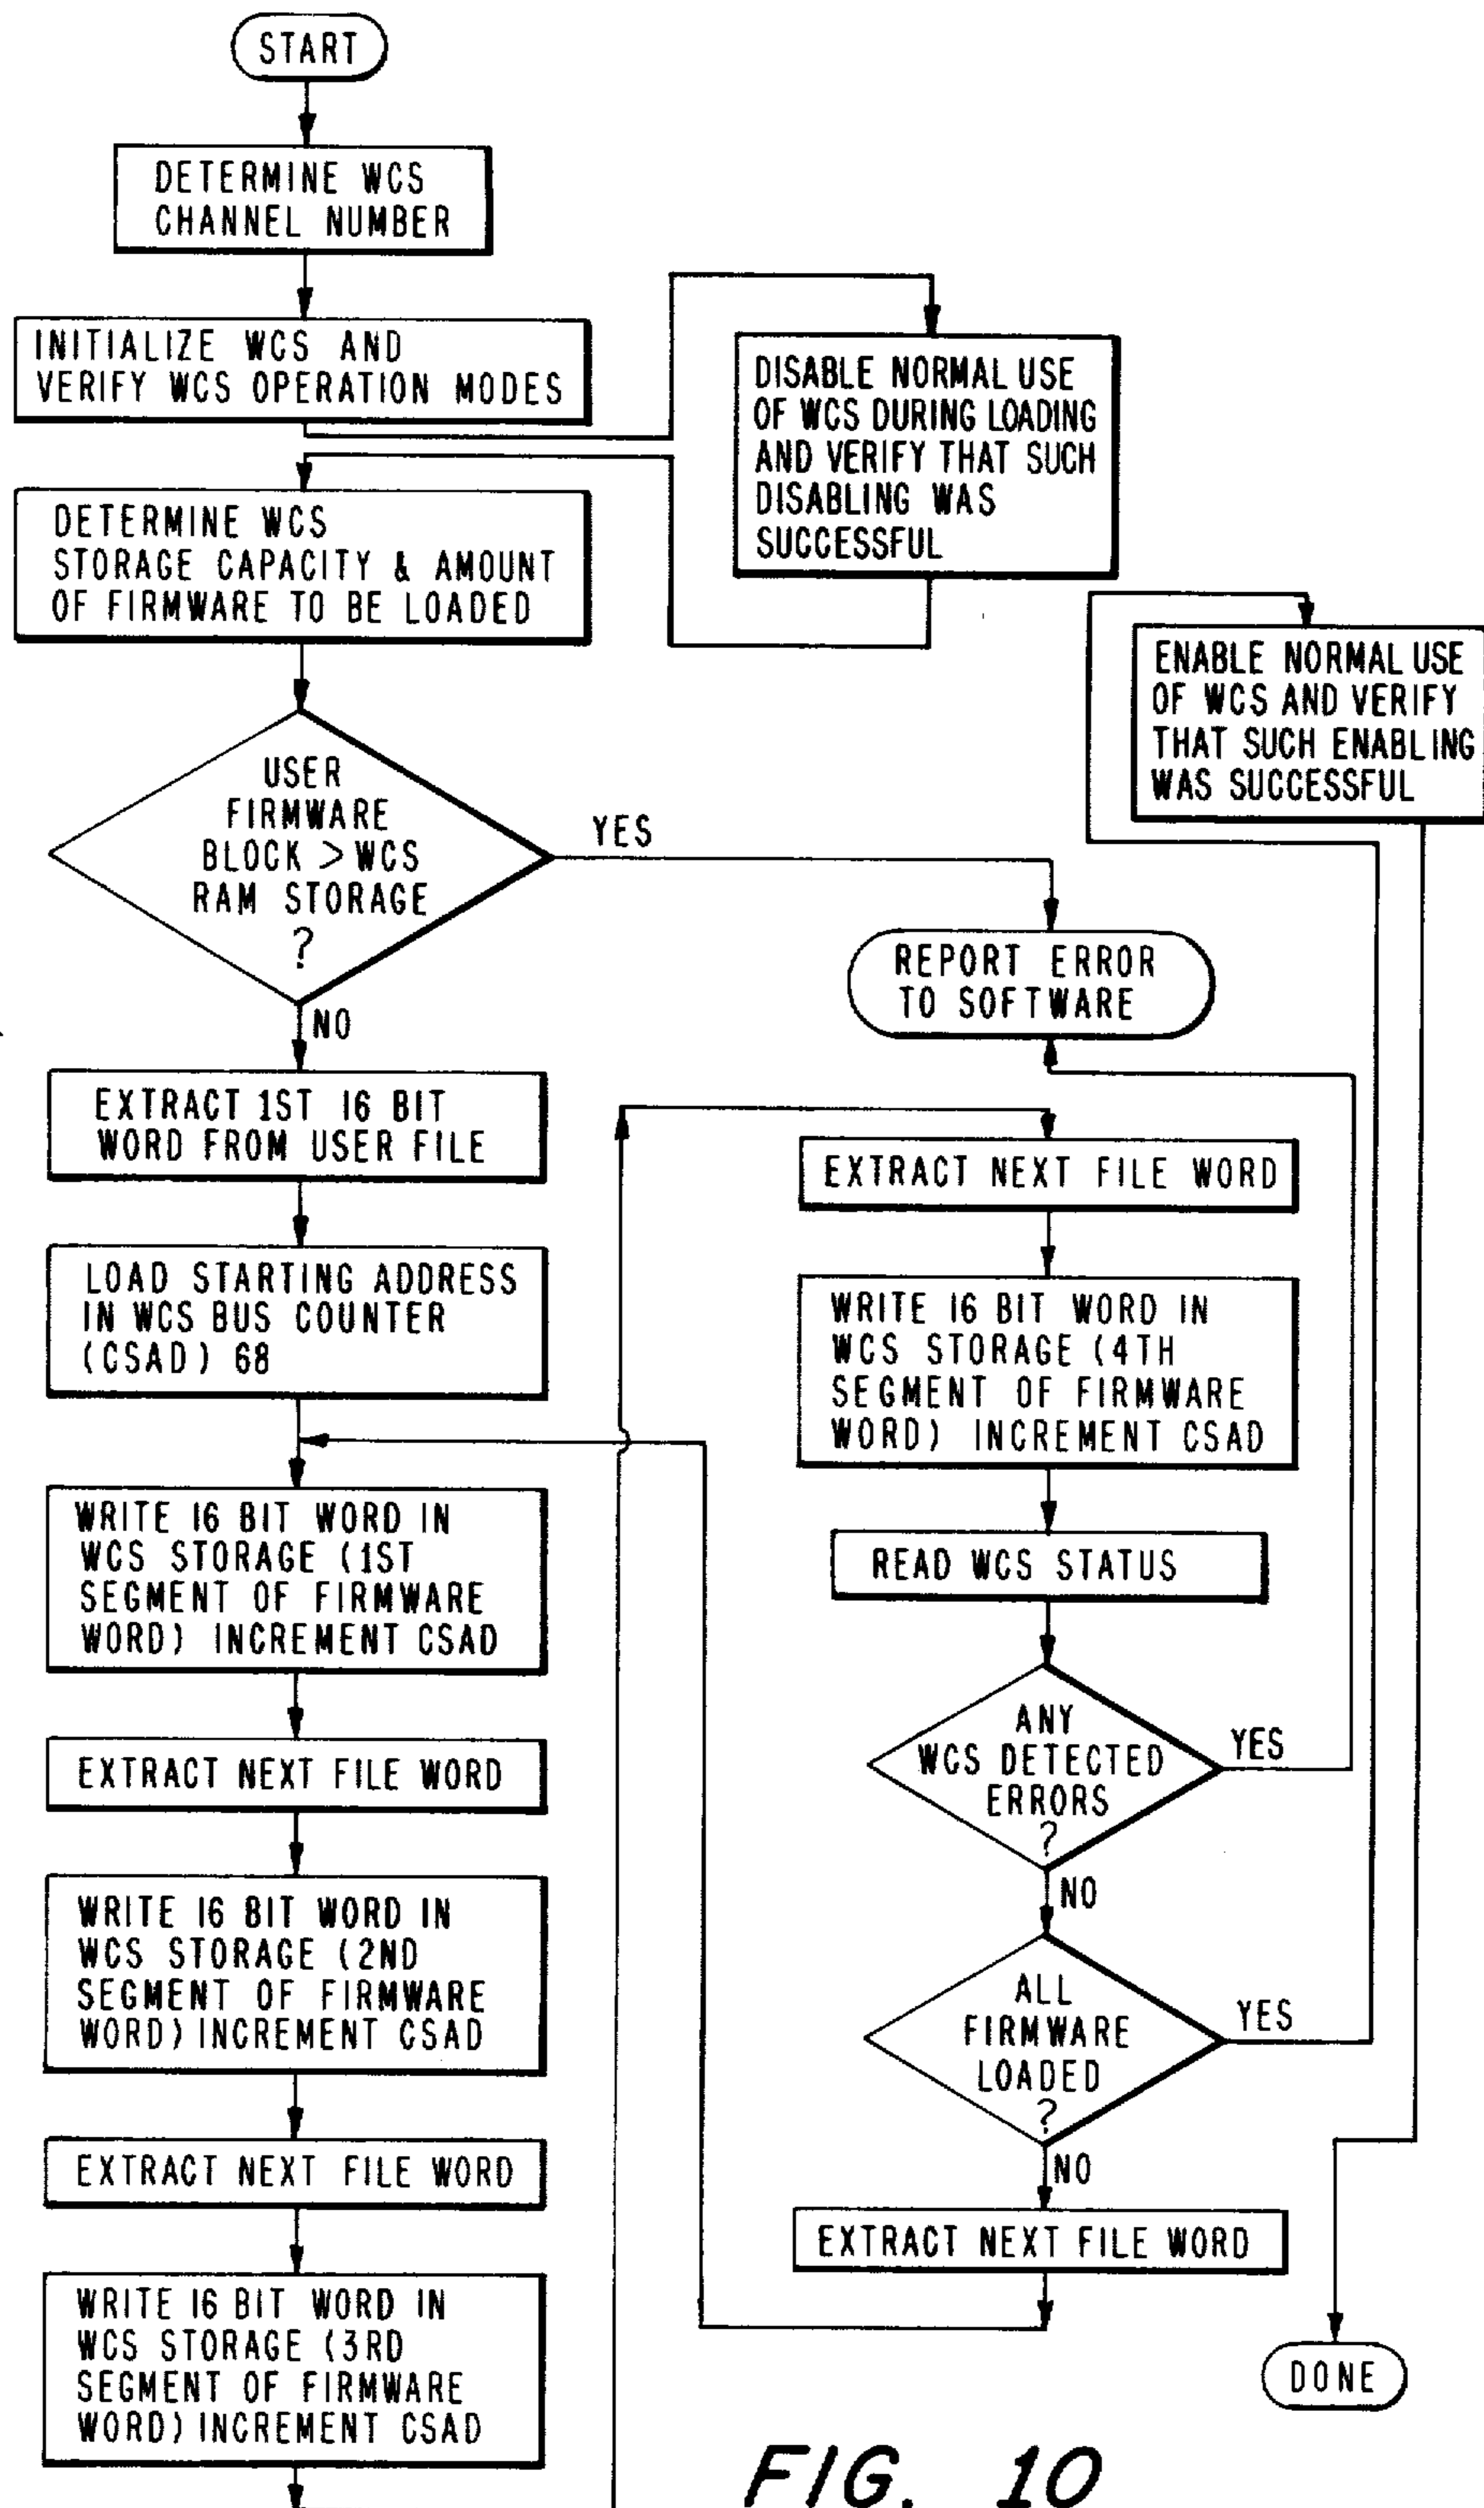 START
DETERMINE WCS
CHANNEL NUMBER
INITIALIZE WCS AND
VERIFY WCS OPERATION MODES
DISABLE NORMAL USE
OF WCS DURING LOADING
AND VERIFY THAT SUCH
DISABLING WAS
SUCCESSFUL
DETERMINE WCS
STORAGE CAPACITY & AMOUNT
OF FIRMWARE TO BE LOADED
ENABLE NORMAL USE
OF WCS AND VERIFY
THAT SUCH ENABLING
WAS SUCCESSFUL
USER
FIRMWARE
BLOCK > WCS
RAM STORAGE
?
YES
REPORT ERROR
TO SOFTWARE
NO
EXTRACT 1ST 16 BIT
WORD FROM USER FILE
LOAD STARTING ADDRESS
IN WCS BUS COUNTER
(CSAD) 68
WRITE 16 BIT WORD IN
WCS STORAGE (1ST
SEGMENT OF FIRMWARE
WORD) INCREMENT CSAD
EXTRACT NEXT FILE WORD
WRITE 16 BIT WORD IN
WCS STORAGE (2ND
SEGMENT OF FIRMWARE
WORD) INCREMENT CSAD
EXTRACT NEXT FILE WORD
WRITE 16 BIT WORD IN
WCS STORAGE (3RD
SEGMENT OF FIRMWARE
WORD) INCREMENT CSAD
EXTRACT NEXT FILE WORD
WRITE 16 BIT WORD IN
WCS STORAGE (4TH
SEGMENT OF FIRMWARE
WORD) INCREMENT CSAD
READ WCS STATUS
ANY
WCS DETECTED
ERRORS
?
YES
NO
ALL
FIRMWARE
LOADED
?
YES
NO
EXTRACT NEXT FILE WORD
DONE
FIG. 10